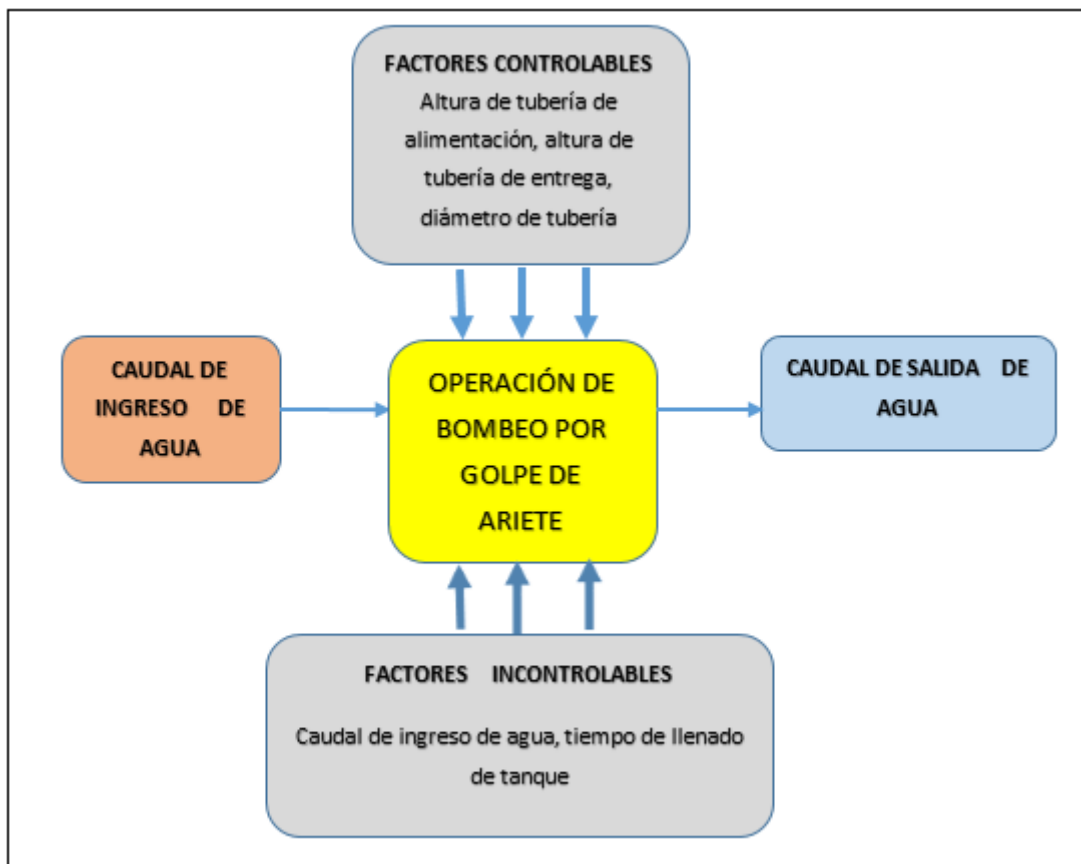 FACTORES CONTROLABLES
Altura de tubería de
alimentación, altura de
tubería de entrega,
diámetro de tubería
CAUDAL DE
INGRESO DE
AGUA
OPERACIÓN DE
BOMBEO POR
GOLPE DE
ARIETE
CAUDAL DE SALIDA DE
AGUA
FACTORES INCONTROLABLES
Caudal de ingreso de agua, tiempo de llenado
de tanque